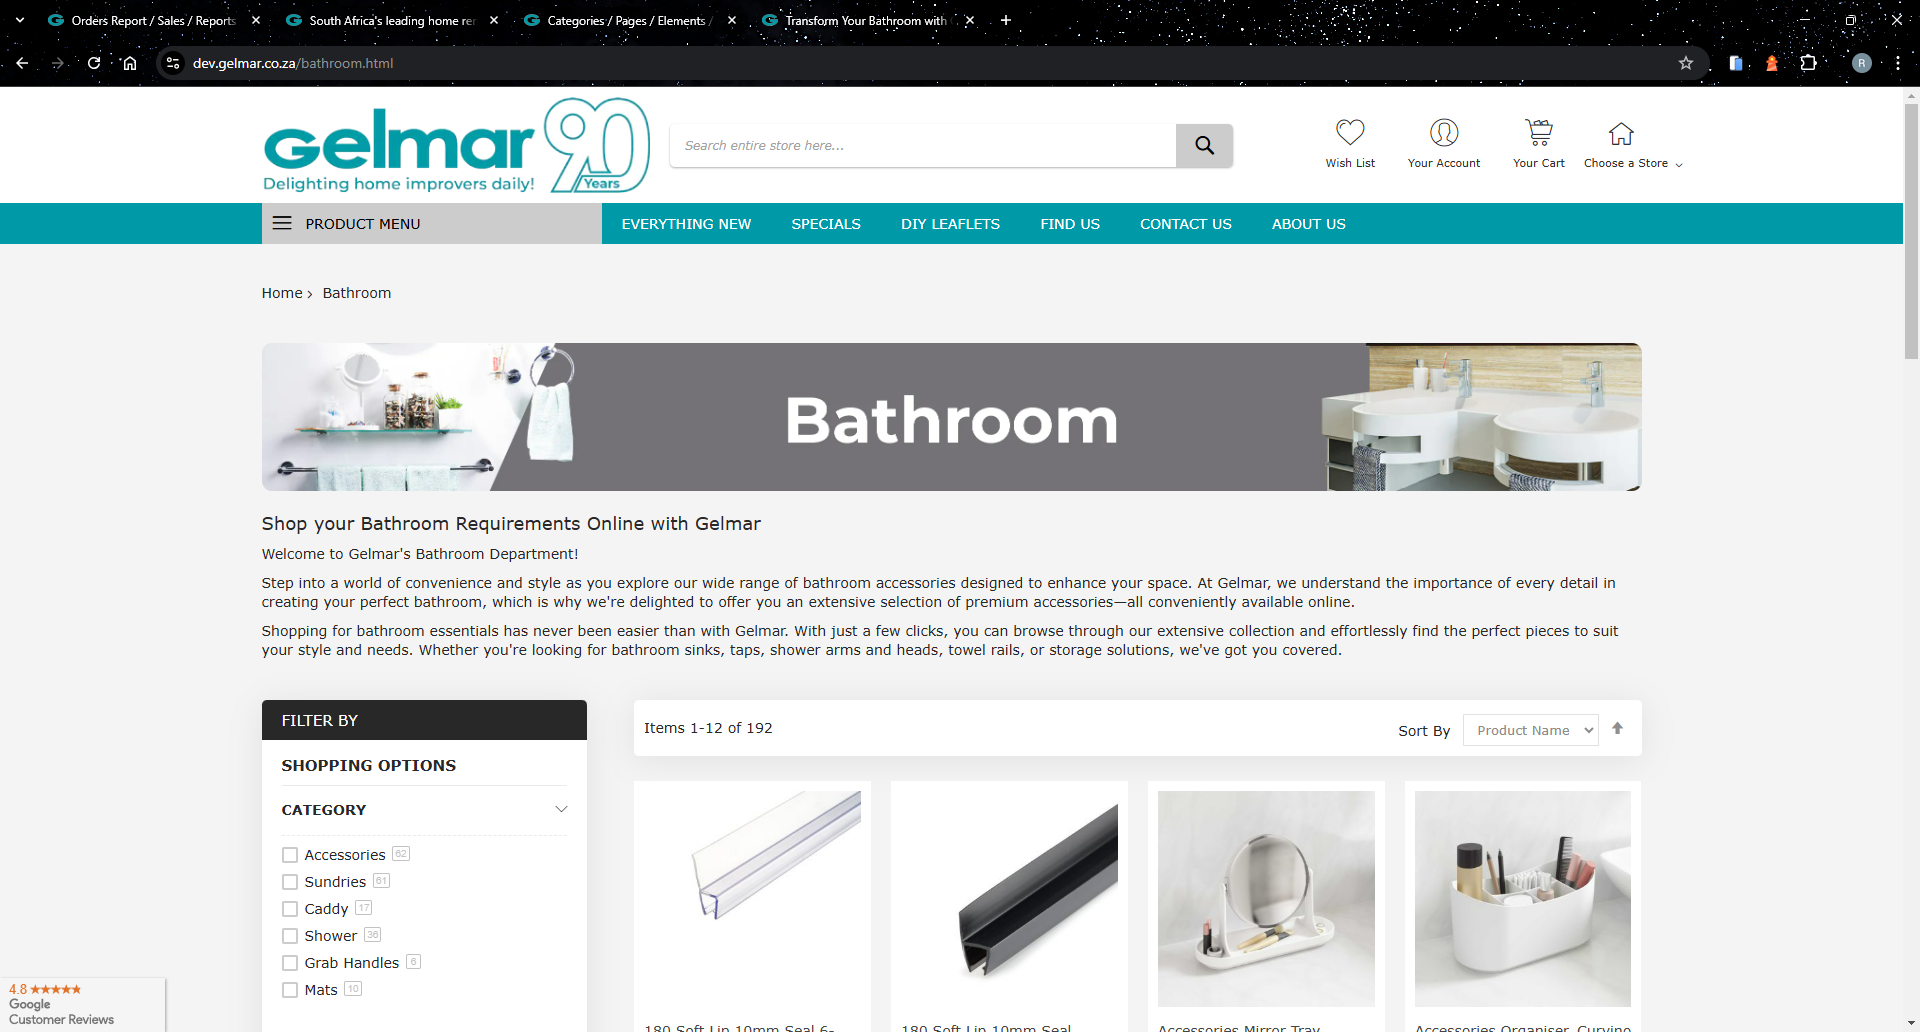 Orders Report / Sales / Reports
South Africa's leading home re
Categories / Pages / Elements /
Transform Your Bathroom with
dev.gelmar.co.za/bathroom.html
R
Gelmar 90
Delighting home improvers daily!
Years
Search entire store here...
Wish List
Your Account
Your Cart
Choose a Store
PRODUCT MENU
EVERYTHING NEW
SPECIALS
DIY LEAFLETS
FIND US
CONTACT US
ABOUT US
Home > Bathroom
Bathroom
Shop your Bathroom Requirements Online with Gelmar
Welcome to Gelmar's Bathroom Department!
Step into a world of convenience and style as you explore our wide range of bathroom accessories designed to enhance your space. At Gelmar, we understand the importance of every detail in
creating your perfect bathroom, which is why we're delighted to offer you an extensive selection of premium accessories—all conveniently available online.
Shopping for bathroom essentials has never been easier than with Gelmar. With just a few clicks, you can browse through our extensive collection and effortlessly find the perfect pieces to suit
your style and needs. Whether you're looking for bathroom sinks, taps, shower arms and heads, towel rails, or storage solutions, we've got you covered.
FILTER BY
SHOPPING OPTIONS
CATEGORY
Accessories 62
Sundries 61
Caddy 17
Shower 36
Grab Handles 6
Mats 10
Items 1-12 of 192
Sort By Product Name
180 Soft Lip 10mm Seal 6-
180 Soft Lip 10mm Seal
Accessories Mirror Tray
Accessories Organiser, Curvino
4.8
Google
Customer Reviews